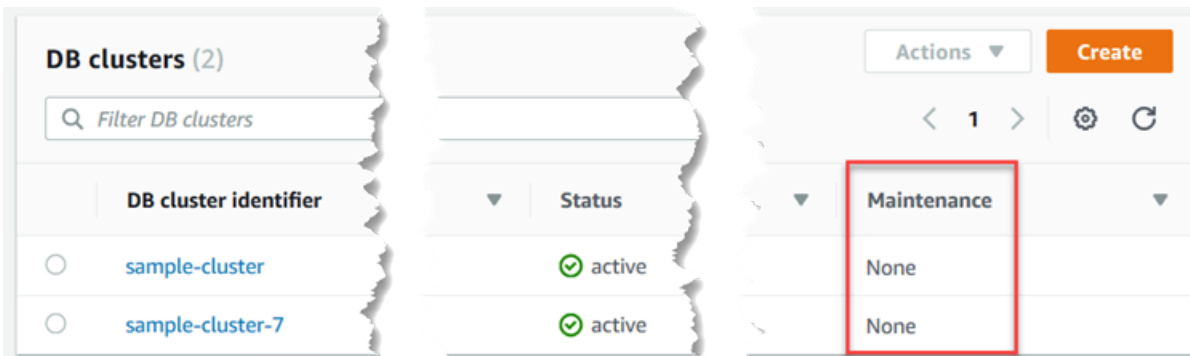 DB clusters (2)
Actions
Create
Filter DB clusters
1
DB cluster identifier Status Maintenance
sample-cluster active None
sample-cluster-7 active None